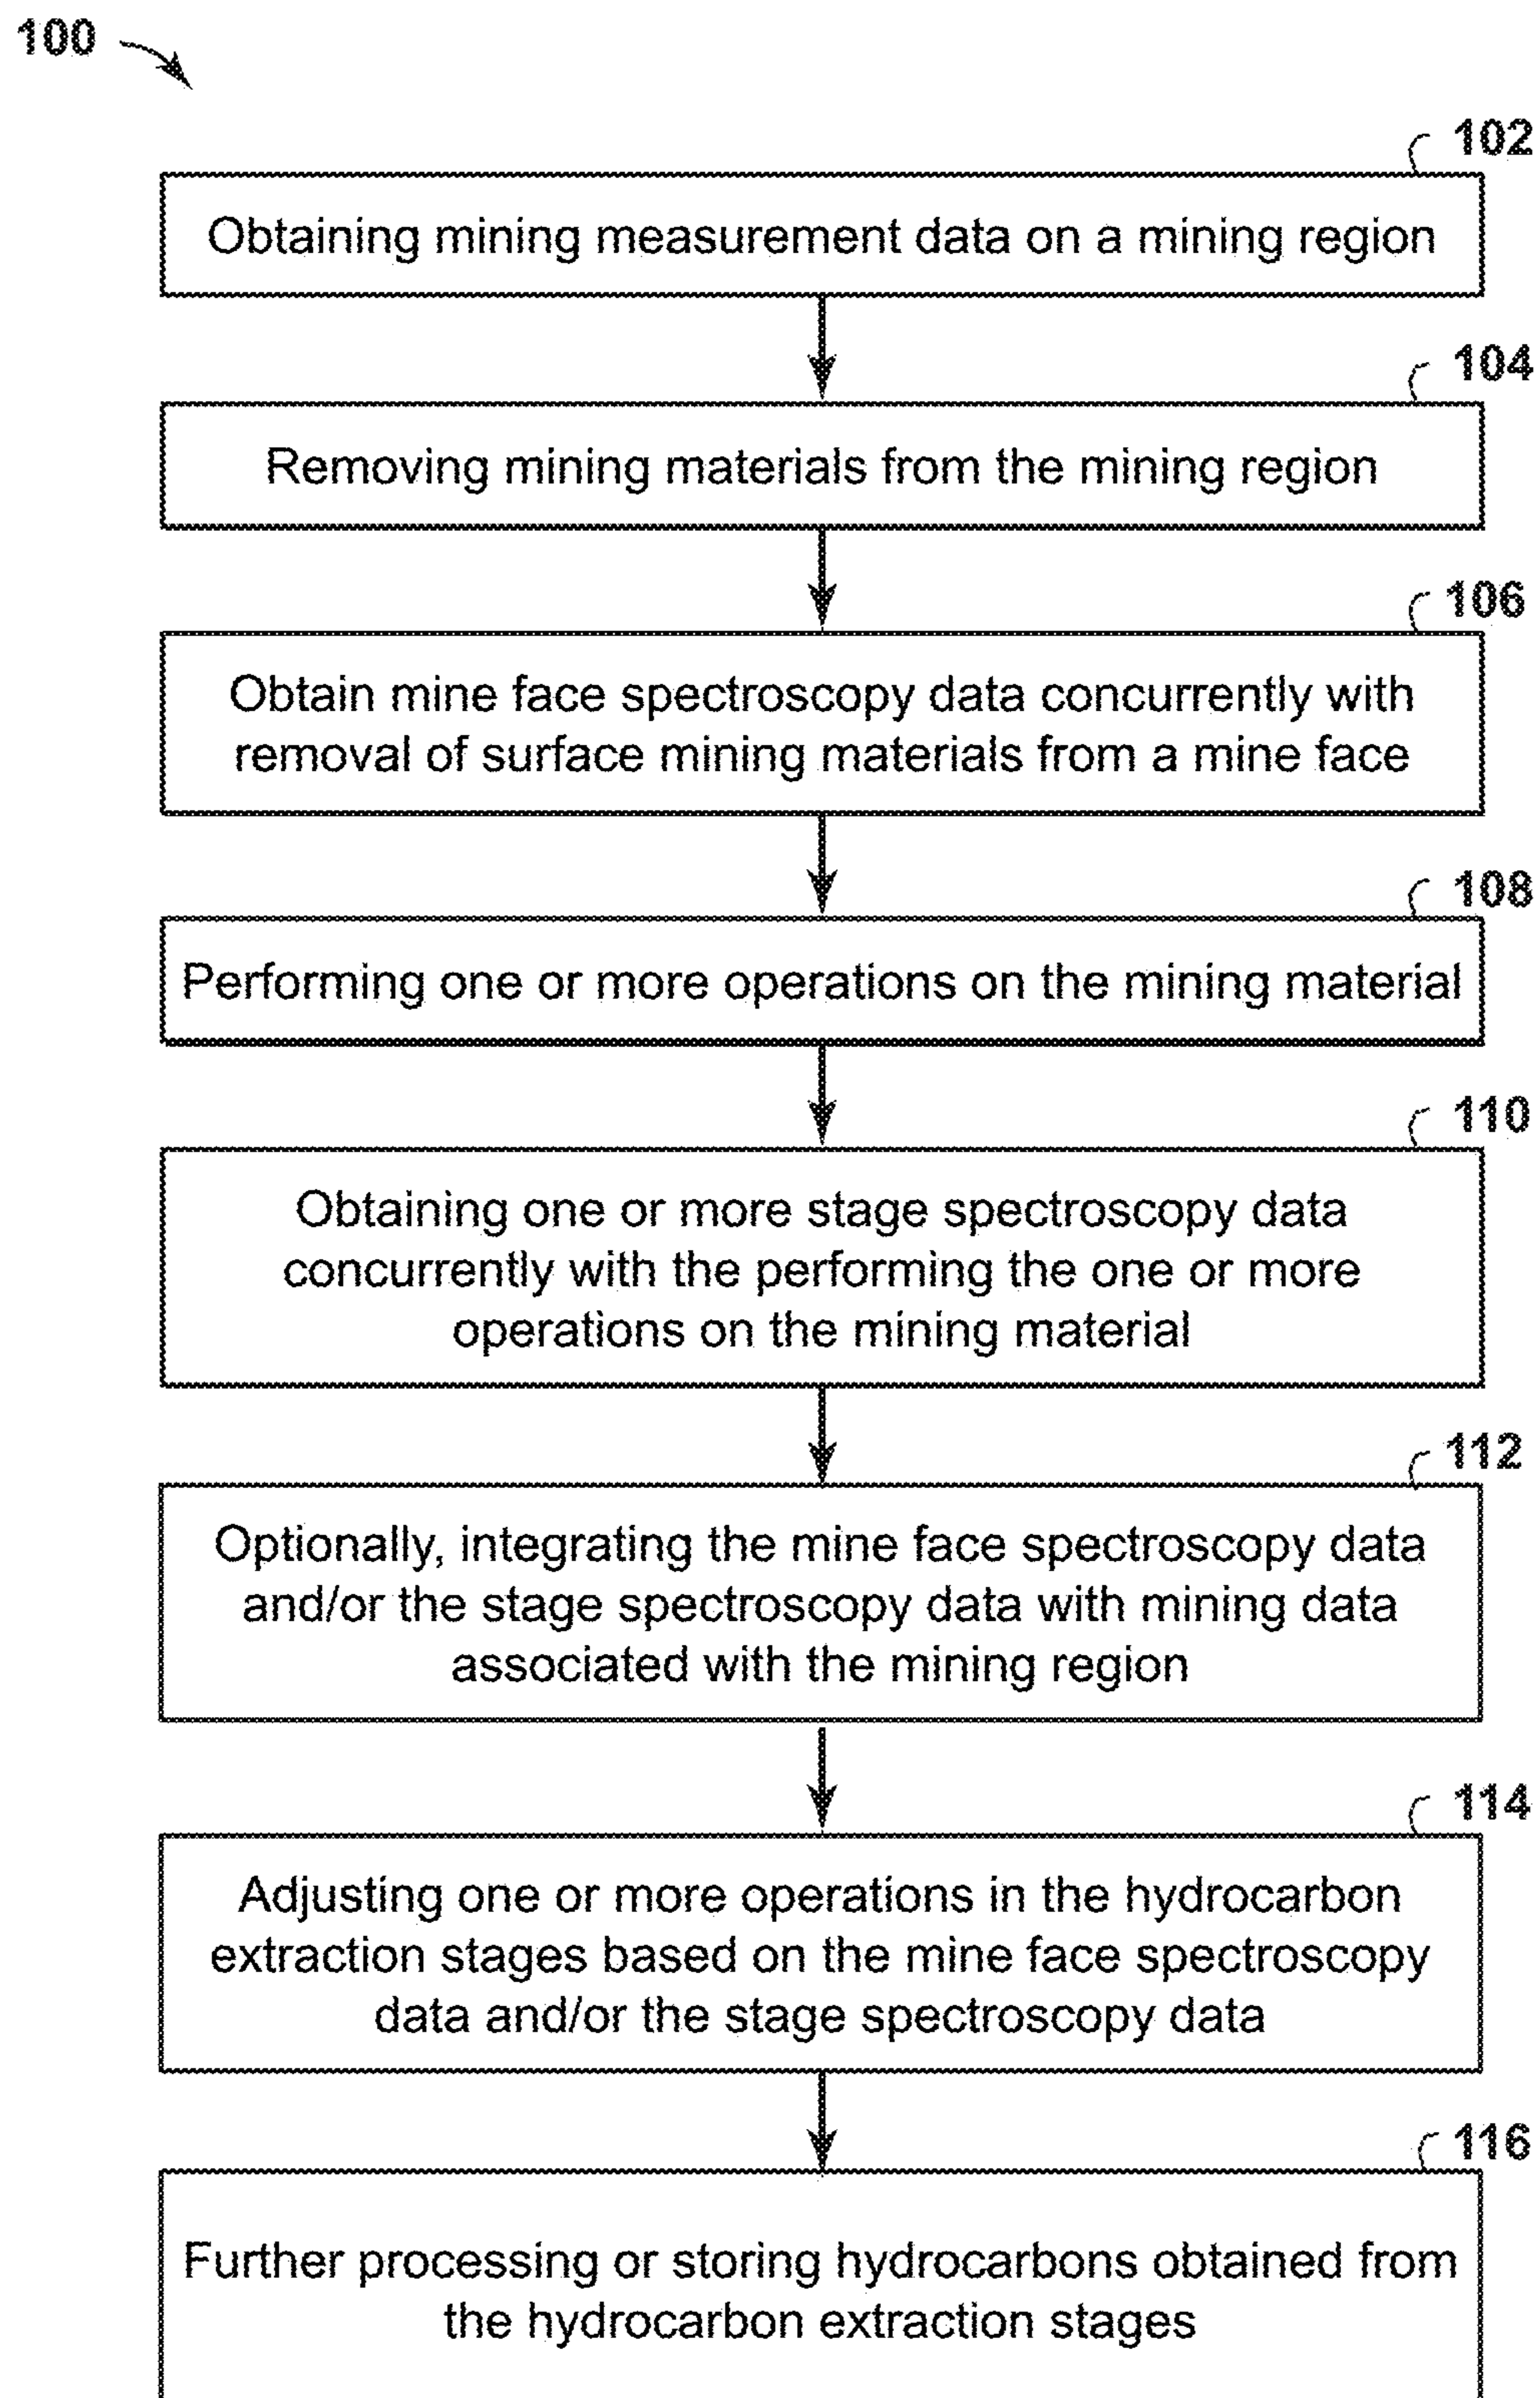 100
102
Obtaining mining measurement data on a mining region
104
Removing mining materials from the mining region
106
Obtain mine face spectroscopy data concurrently with
removal of surface mining materials from a mine face
108
Performing one or more operations on the mining material
110
Obtaining one or more stage spectroscopy data
concurrently with the performing the one or more
operations on the mining material
112
Optionally, integrating the mine face spectroscopy data
and/or the stage spectroscopy data with mining data
associated with the mining region
114
Adjusting one or more operations in the hydrocarbon
extraction stages based on the mine face spectroscopy
data and/or the stage spectroscopy data
116
Further processing or storing hydrocarbons obtained from
the hydrocarbon extraction stages